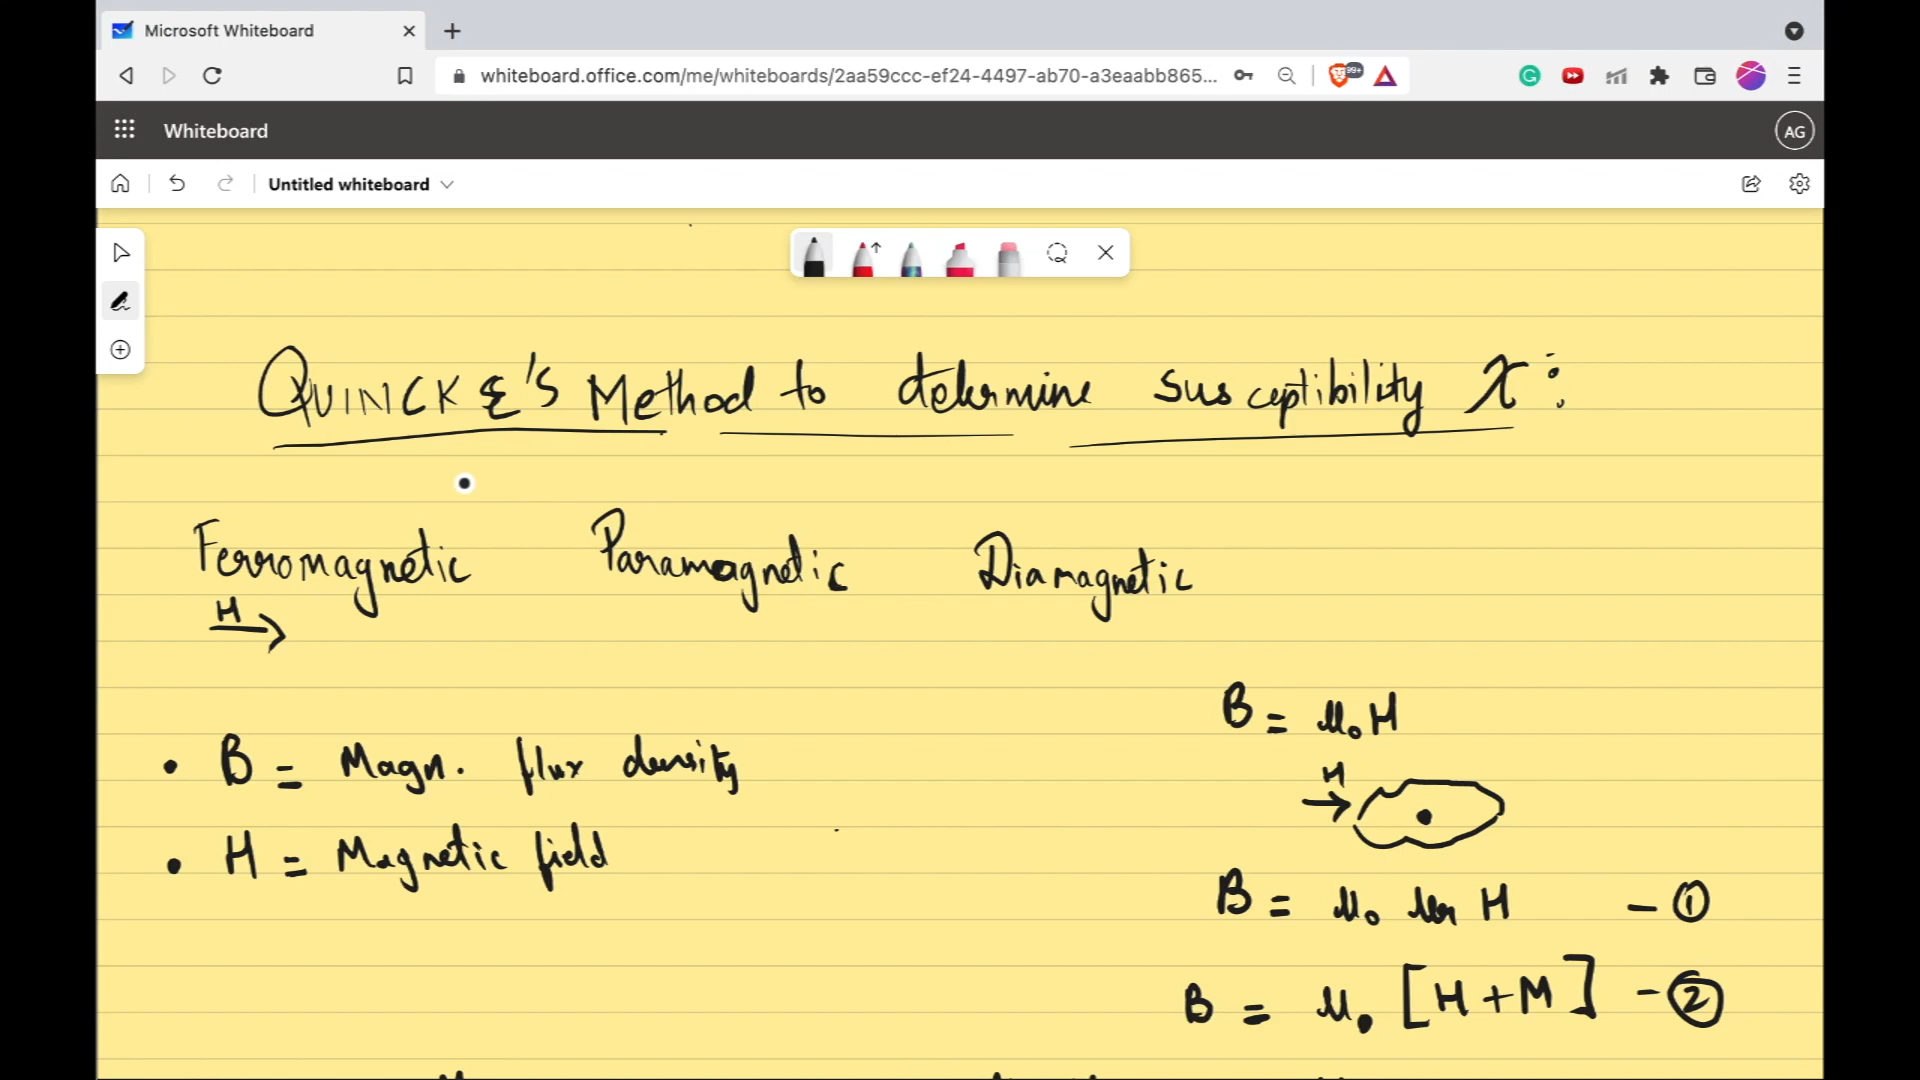 Microsoft Whiteboard
whiteboard.office.com/me/whiteboards/2aa59ccc-ef24-4497-ab70-a3eaabb865...
99+
Whiteboard
AG
Untitled whiteboard
QUINCKE'S Method to determine susceptibility χ:
Ferromagnetic Paramagnetic Diamagnetic
H
B = μ₀H
• B = Magn. flux density
H
• H = Magnetic field
B = μ₀ μr H - ①
B = μ₀ [H + M] - ②